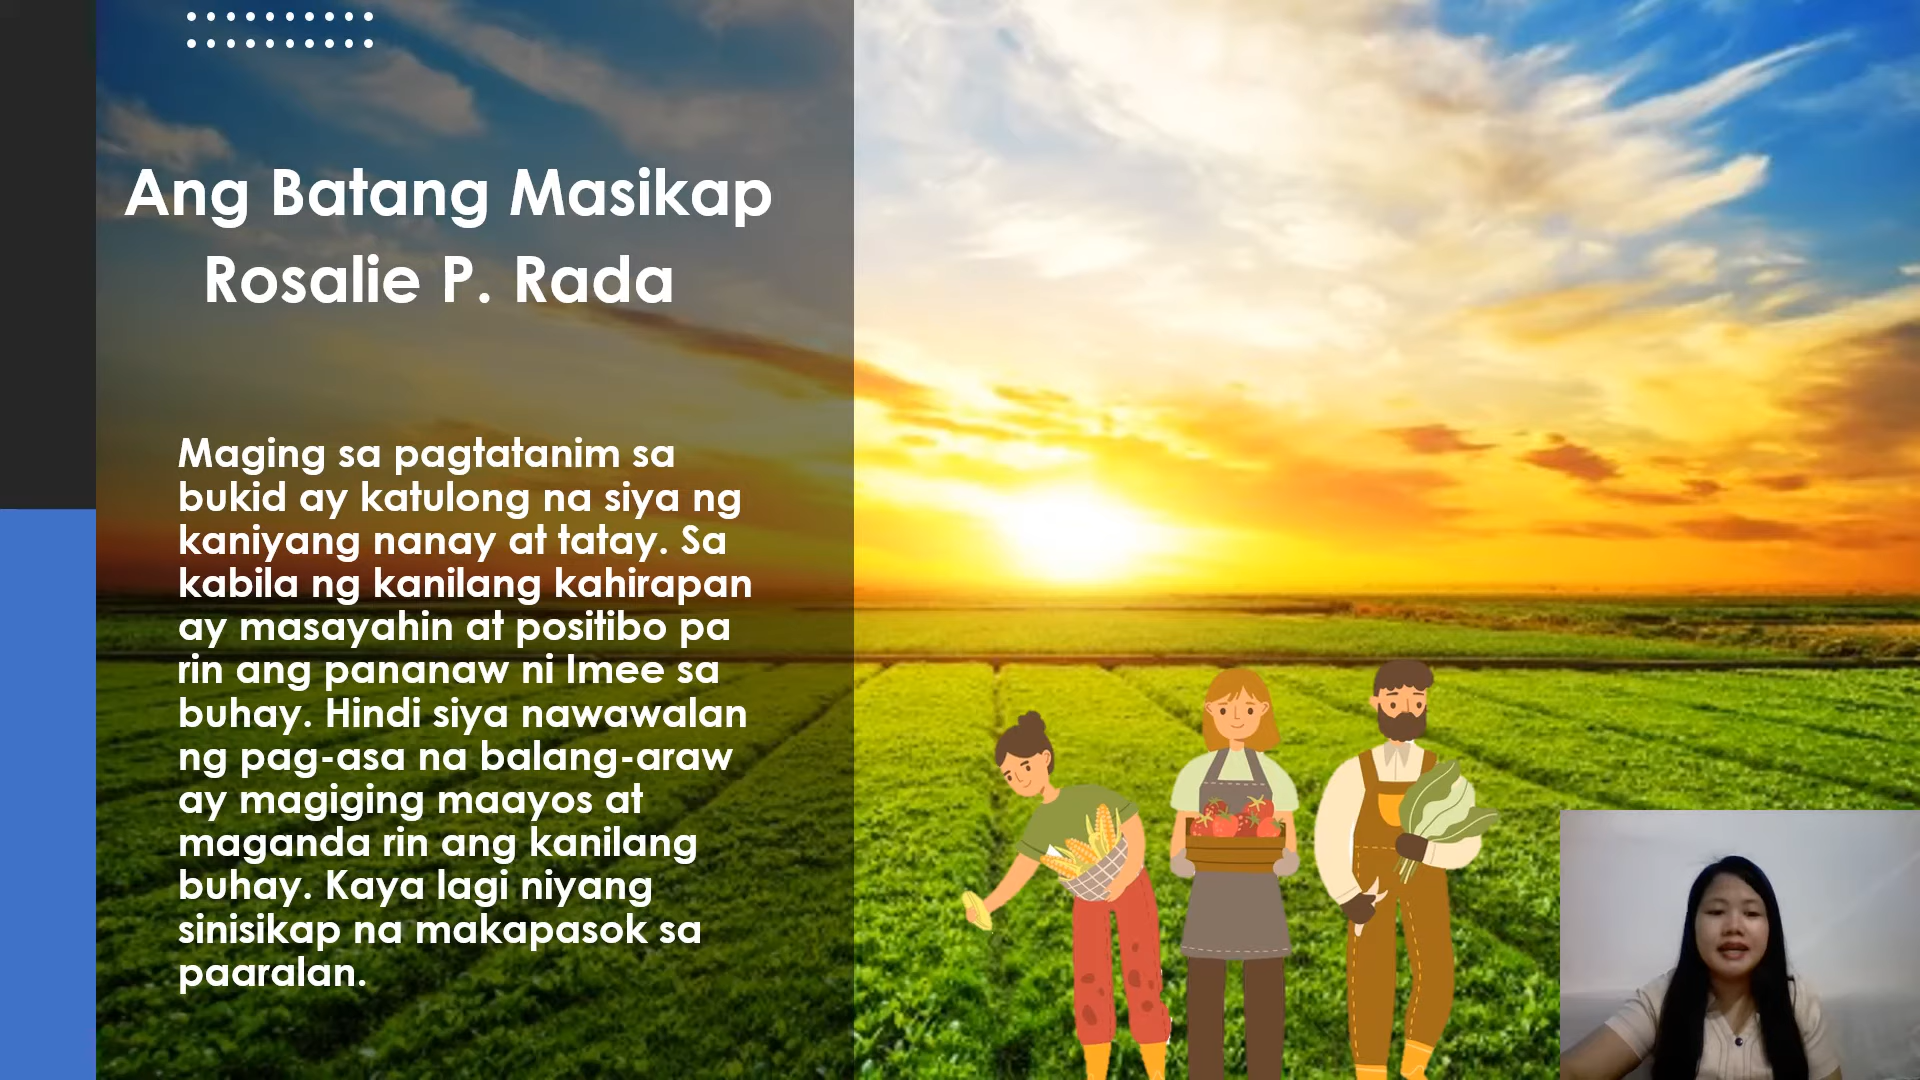 Ang Batang Masikap
Rosalie P. Rada
Maging sa pagtatanim sa
bukid ay katulong na siya ng
kaniyang nanay at tatay. Sa
kabila ng kanilang kahirapan
ay masayahin at positibo pa
rin ang pananaw ni Imee sa
buhay. Hindi siya nawawalan
ng pag-asa na balang-araw
ay magiging maayos at
maganda rin ang kanilang
buhay. Kaya lagi niyang
sinisikap na makapasok sa
paaralan.